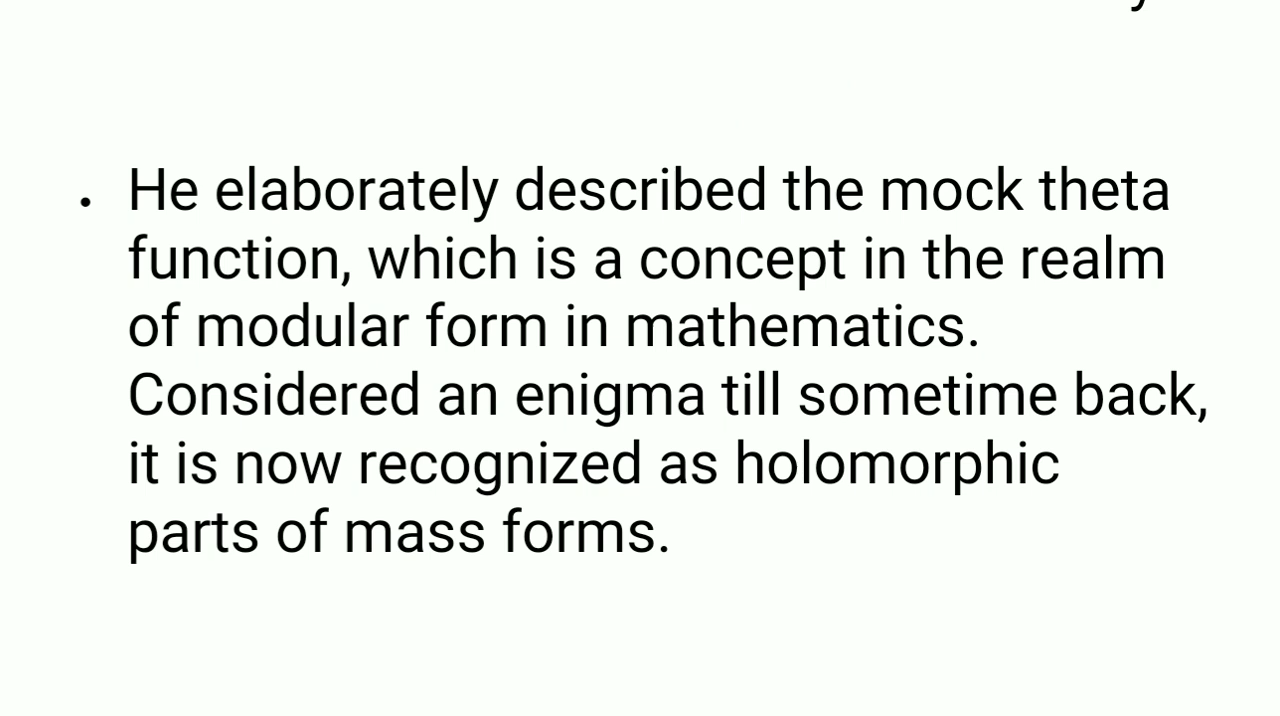 • He elaborately described the mock theta
function, which is a concept in the realm
of modular form in mathematics.
Considered an enigma till sometime back,
it is now recognized as holomorphic
parts of mass forms.